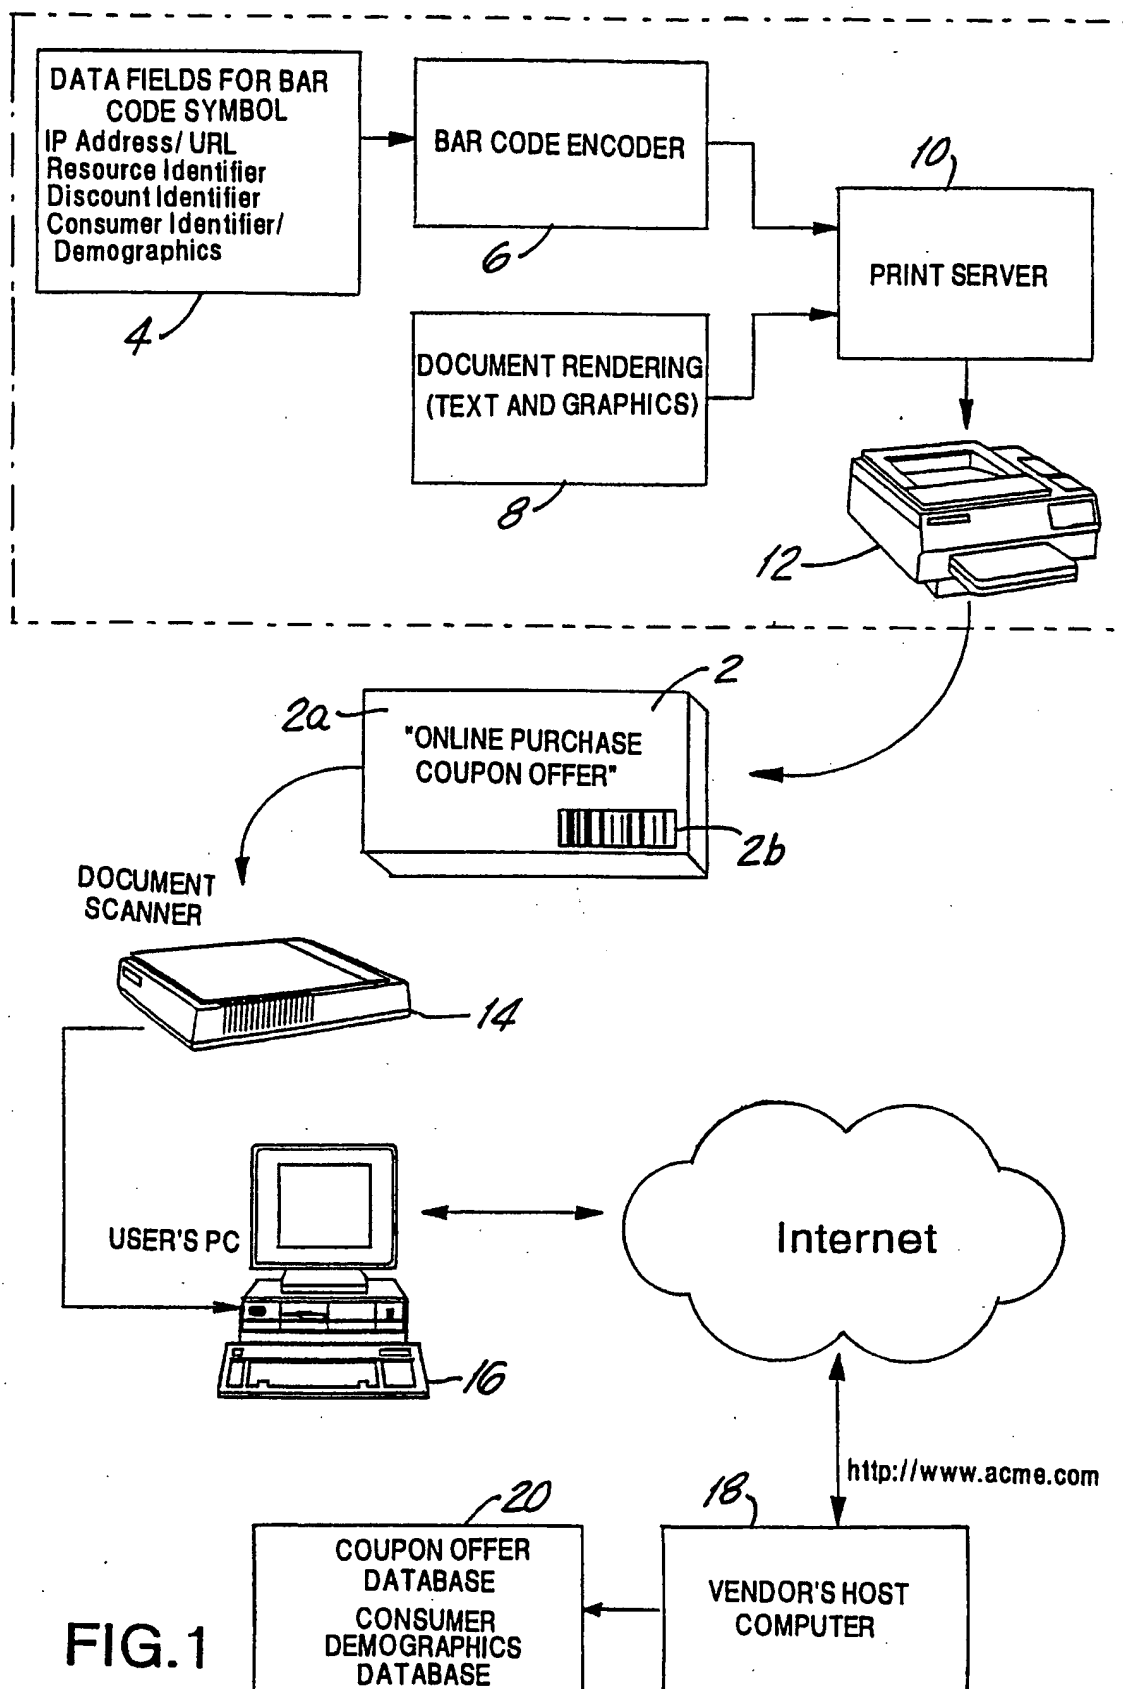 DATA FIELDS FOR BAR
CODE SYMBOL
IP Address/ URL
Resource Identifier
Discount Identifier
Consumer Identifier/
Demographics
4
BAR CODE ENCODER
6
DOCUMENT RENDERING
(TEXT AND GRAPHICS)
8
10
PRINT SERVER
12
2
2a
"ONLINE PURCHASE
COUPON OFFER"
2b
DOCUMENT
SCANNER
14
USER'S PC
16
Internet
http://www.acme.com
18
VENDOR'S HOST
COMPUTER
20
COUPON OFFER
DATABASE
CONSUMER
DEMOGRAPHICS
DATABASE
FIG.1